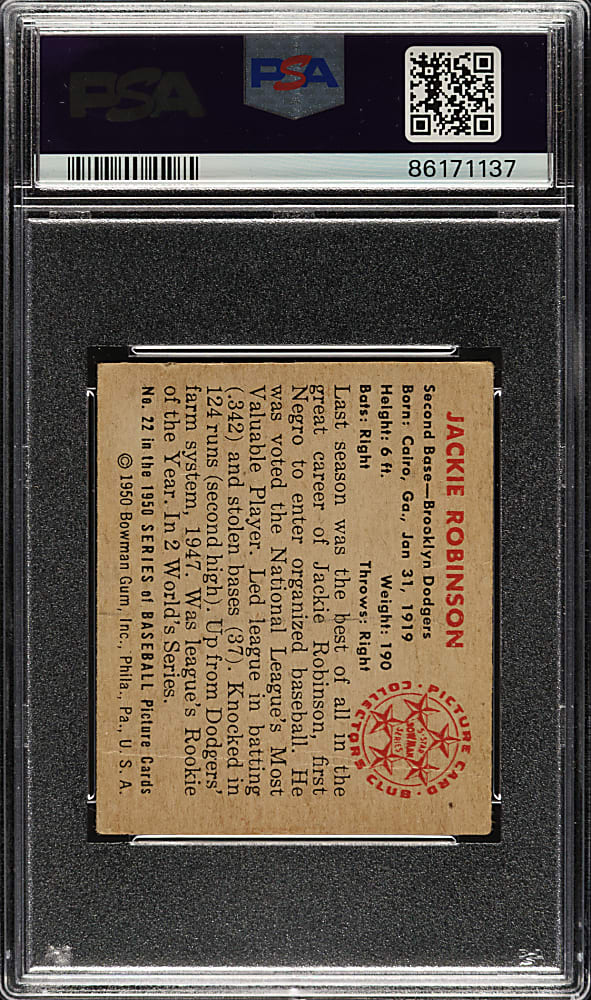 PSA
PSA
86171137
JACKIE ROBINSON
Second Base—Brooklyn Dodgers
Born: Cairo, Ga., Jan 31, 1919
Height: 6 ft. Weight: 190
Bats: Right Throws: Right
Last season was the best of all in the
great career of Jackie Robinson, first
Negro to enter organized baseball. He
was voted the National League's Most
Valuable Player. Led league in batting
(.342) and stolen bases (37). Knocked in
124 runs (second high). Up from Dodgers'
farm system, 1947. Was league's Rookie
of the Year. In 2 World's Series.
No. 22 in the 1950 SERIES of BASEBALL Picture Cards
© 1950 Bowman Gum, Inc., Phila., Pa., U. S. A.
PICTURE CARD
COLLECTORS CLUB
5-STAR
BOWMAN
SERIES